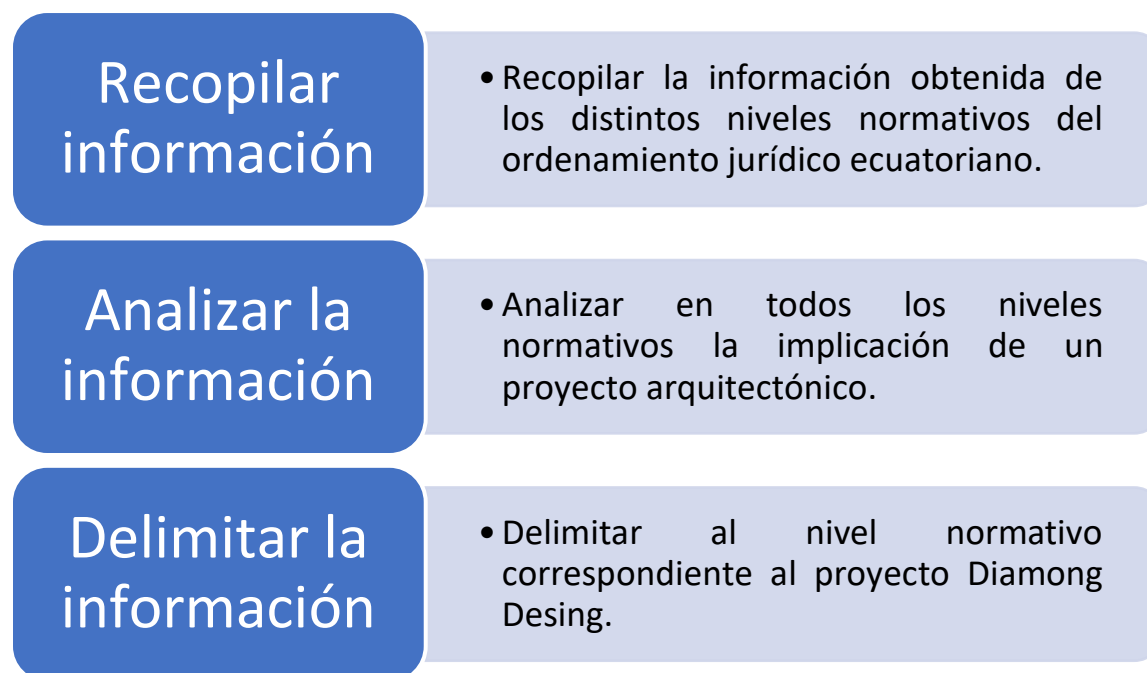 Recopilar
información
• Recopilar la información obtenida de
los distintos niveles normativos del
ordenamiento jurídico ecuatoriano.
Analizar la
información
• Analizar en todos los niveles
normativos la implicación de un
proyecto arquitectónico.
Delimitar la
información
• Delimitar al nivel normativo
correspondiente al proyecto Diamong
Desing.